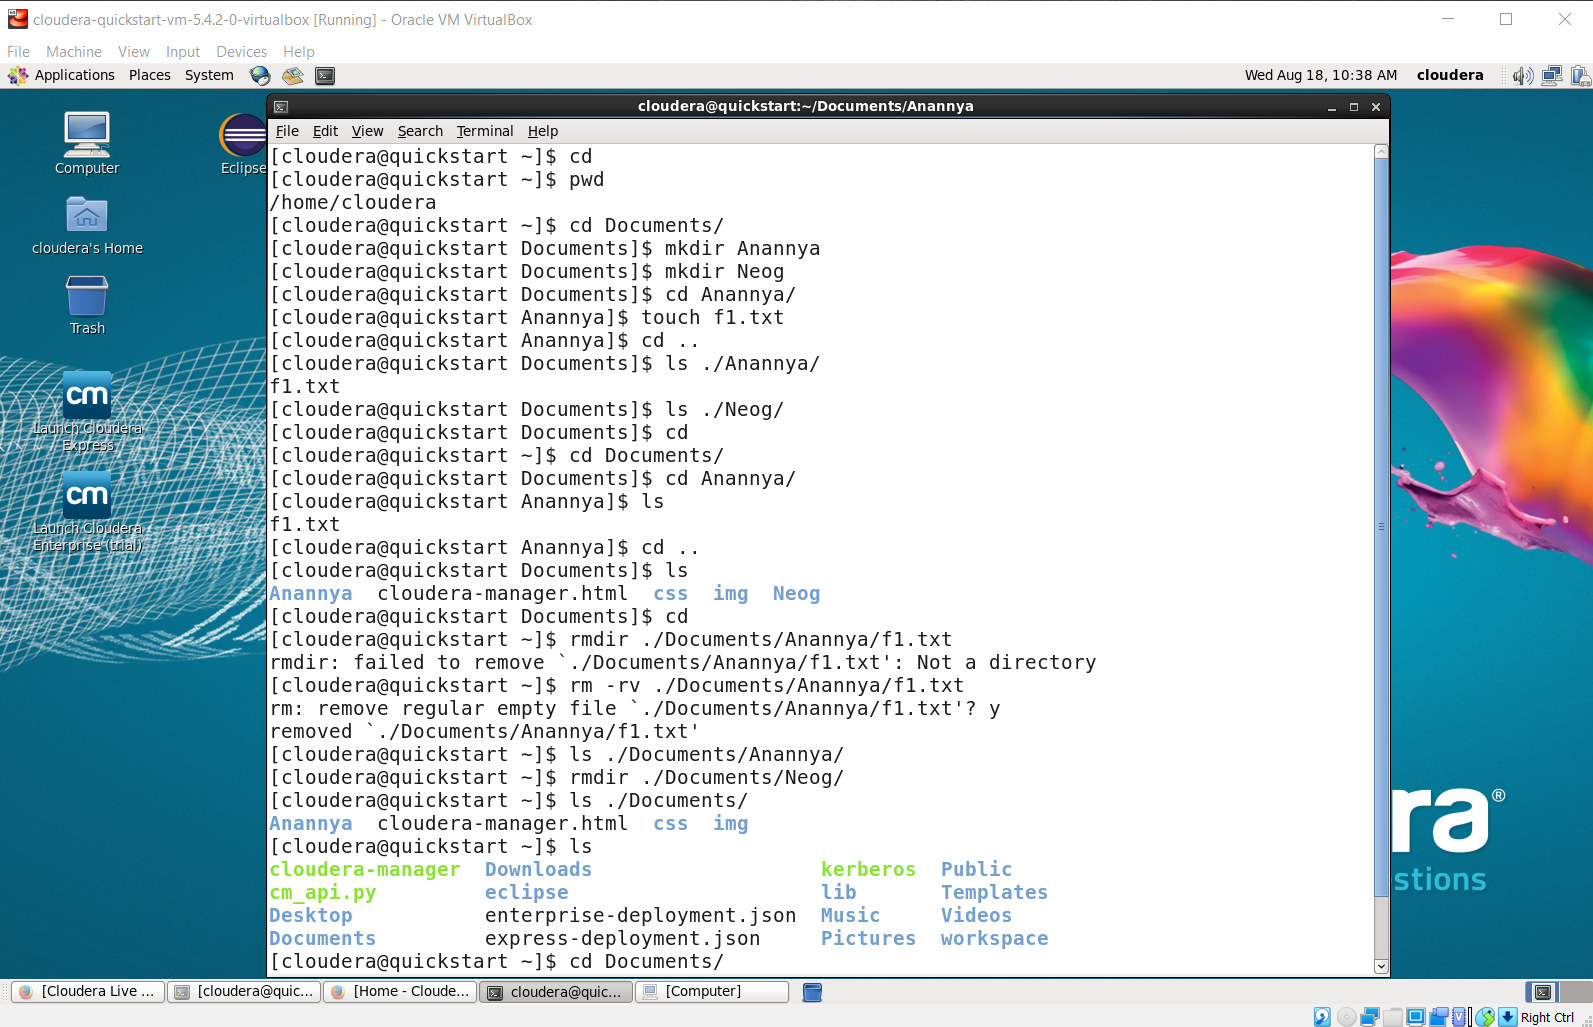 cloudera-quickstart-vm-5.4.2-0-virtualbox [Running] - Oracle VM VirtualBox
File Machine View Input Devices Help
Applications Places System Wed Aug 18, 10:38 AM cloudera
cloudera@quickstart:~/Documents/Anannya
File Edit View Search Terminal Help
Computer
Eclipse
cloudera's Home
Trash
cm
Launch Cloudera
Express
cm
Launch Cloudera
Enterprise (trial)
[cloudera@quickstart ~]$ cd
[cloudera@quickstart ~]$ pwd
/home/cloudera
[cloudera@quickstart ~]$ cd Documents/
[cloudera@quickstart Documents]$ mkdir Anannya
[cloudera@quickstart Documents]$ mkdir Neog
[cloudera@quickstart Documents]$ cd Anannya/
[cloudera@quickstart Anannya]$ touch f1.txt
[cloudera@quickstart Anannya]$ cd ..
[cloudera@quickstart Documents]$ ls ./Anannya/
f1.txt
[cloudera@quickstart Documents]$ ls ./Neog/
[cloudera@quickstart Documents]$ cd
[cloudera@quickstart ~]$ cd Documents/
[cloudera@quickstart Documents]$ cd Anannya/
[cloudera@quickstart Anannya]$ ls
f1.txt
[cloudera@quickstart Anannya]$ cd ..
[cloudera@quickstart Documents]$ ls
Anannya cloudera-manager.html css img Neog
[cloudera@quickstart Documents]$ cd
[cloudera@quickstart ~]$ rmdir ./Documents/Anannya/f1.txt
rmdir: failed to remove `./Documents/Anannya/f1.txt': Not a directory
[cloudera@quickstart ~]$ rm -rv ./Documents/Anannya/f1.txt
rm: remove regular empty file `./Documents/Anannya/f1.txt'? y
removed `./Documents/Anannya/f1.txt'
[cloudera@quickstart ~]$ ls ./Documents/Anannya/
[cloudera@quickstart ~]$ rmdir ./Documents/Neog/
[cloudera@quickstart ~]$ ls ./Documents/
Anannya cloudera-manager.html css img
[cloudera@quickstart ~]$ ls
cloudera-manager Downloads kerberos Public
cm_api.py eclipse lib Templates
Desktop enterprise-deployment.json Music Videos
Documents express-deployment.json Pictures workspace
[cloudera@quickstart ~]$ cd Documents/
ra®
estions
[Cloudera Live ... [cloudera@quic... [Home - Cloude... cloudera@quic... [Computer]
Right Ctrl